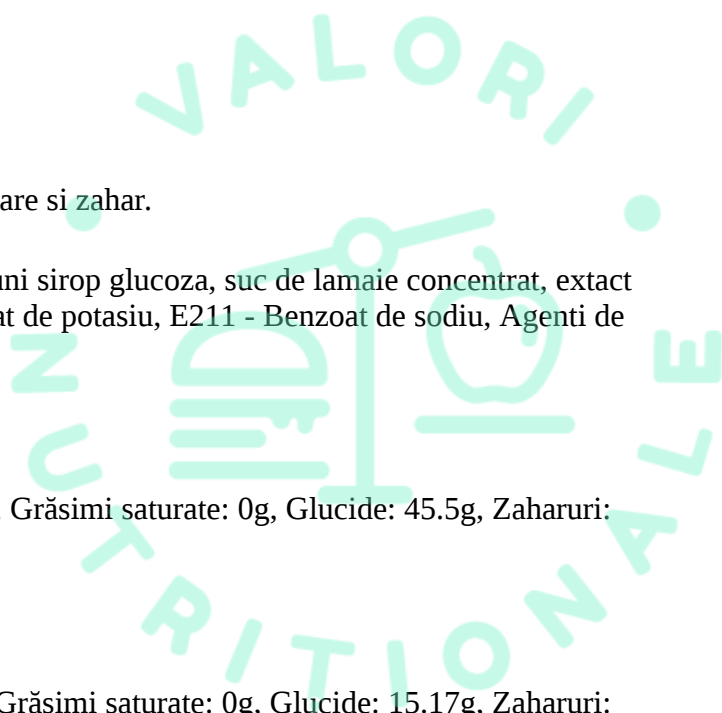 VALORI
are si zahar.
uni sirop glucoza, suc de lamaie concentrat, extact
at de potasiu, E211 - Benzoat de sodiu, Agenti de
Grăsimi saturate: 0g, Glucide: 45.5g, Zaharuri:
NUTRITIONALE
Grăsimi saturate: 0g, Glucide: 15.17g, Zaharuri: